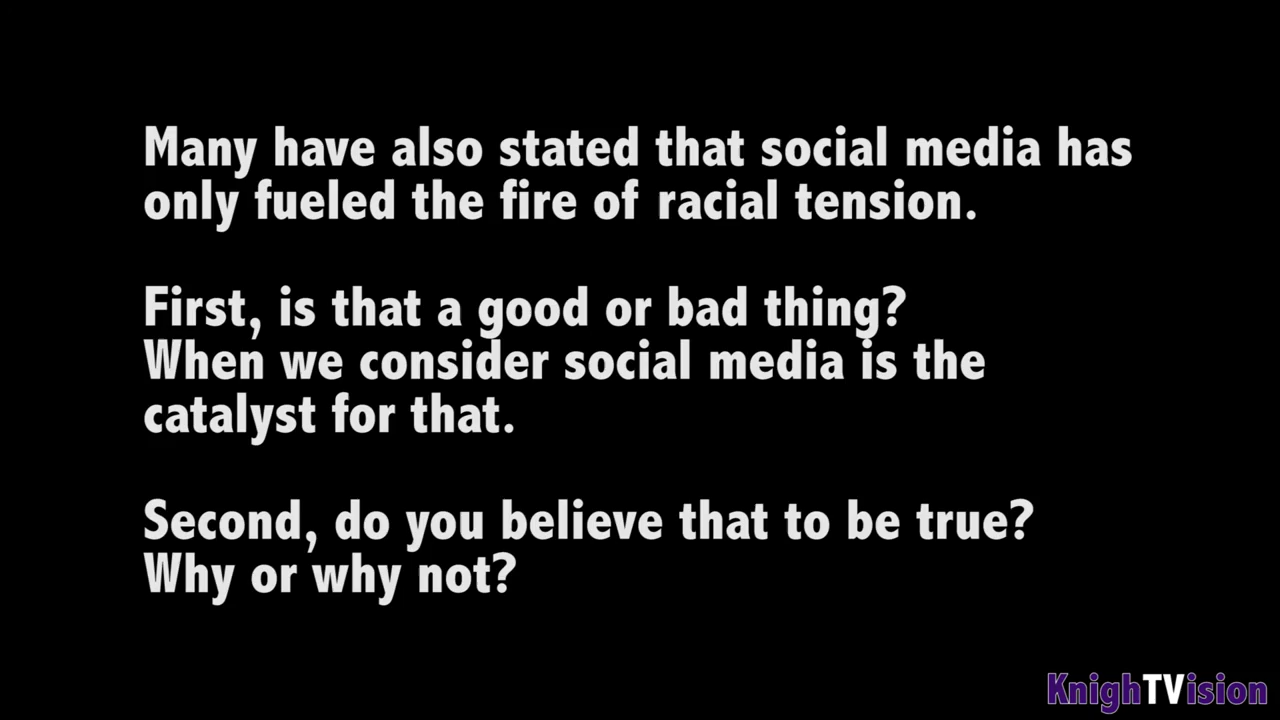 Many have also stated that social media has
only fueled the fire of racial tension.
First, is that a good or bad thing?
When we consider social media is the
catalyst for that.
Second, do you believe that to be true?
Why or why not?
KnighTVision